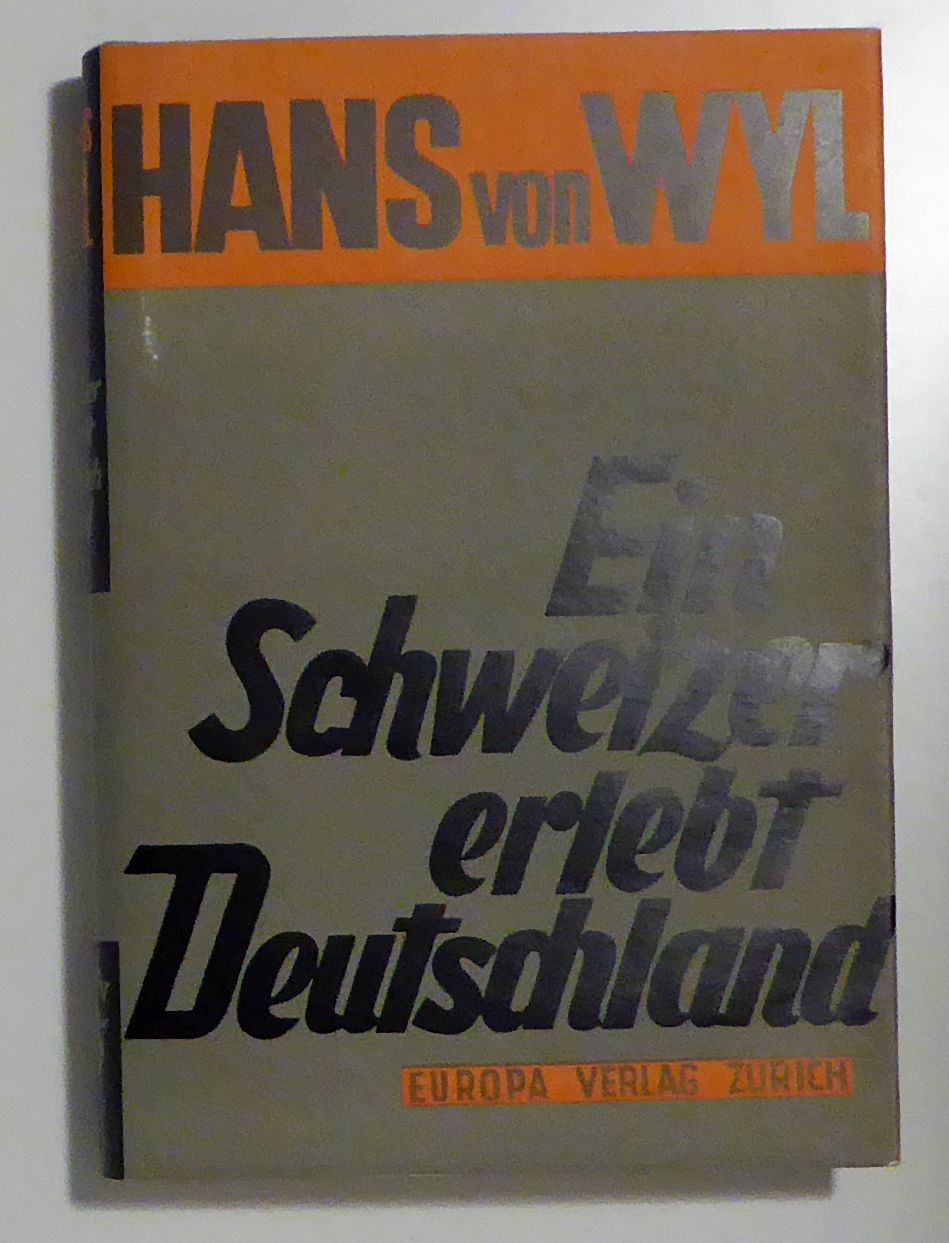 HANS von WYL
Ein
Schweizer
erlebt
Deutschland
EUROPA VERLAG ZÜRICH